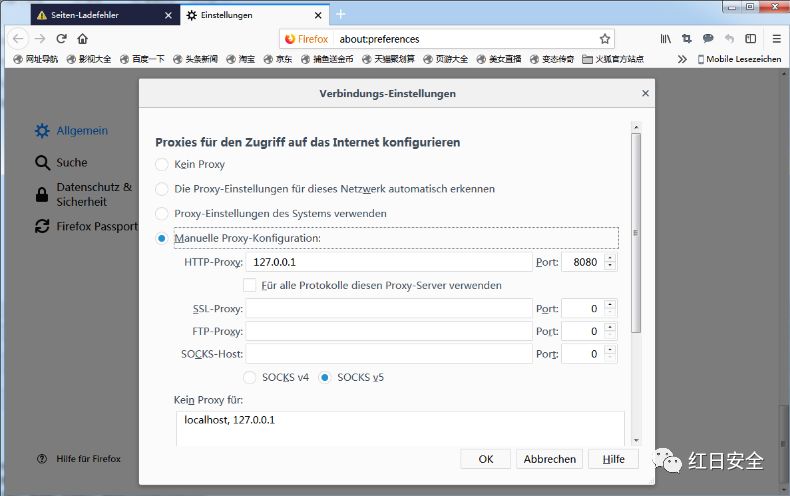 Seiten-Ladefehler
Einstellungen
Firefox
about:preferences
网址导航 影视大全 百度一下 头条新闻 淘宝 京东 捕鱼送金币 天猫聚划算 页游大全 美女直播 变态传奇 火狐官方站点 Mobile Lesezeichen
Allgemein
Suche
Datenschutz &
Sicherheit
Firefox Passport
Hilfe für Firefox
Verbindungs-Einstellungen
Proxies für den Zugriff auf das Internet konfigurieren
Kein Proxy
Die Proxy-Einstellungen für dieses Netzwerk automatisch erkennen
Proxy-Einstellungen des Systems verwenden
Manuelle Proxy-Konfiguration:
HTTP-Proxy: 127.0.0.1 Port: 8080
Für alle Protokolle diesen Proxy-Server verwenden
SSL-Proxy: Port: 0
FTP-Proxy: Port: 0
SOCKS-Host: Port: 0
SOCKS v4 SOCKS v5
Kein Proxy für:
localhost, 127.0.0.1
OK Abbrechen Hilfe
红日安全